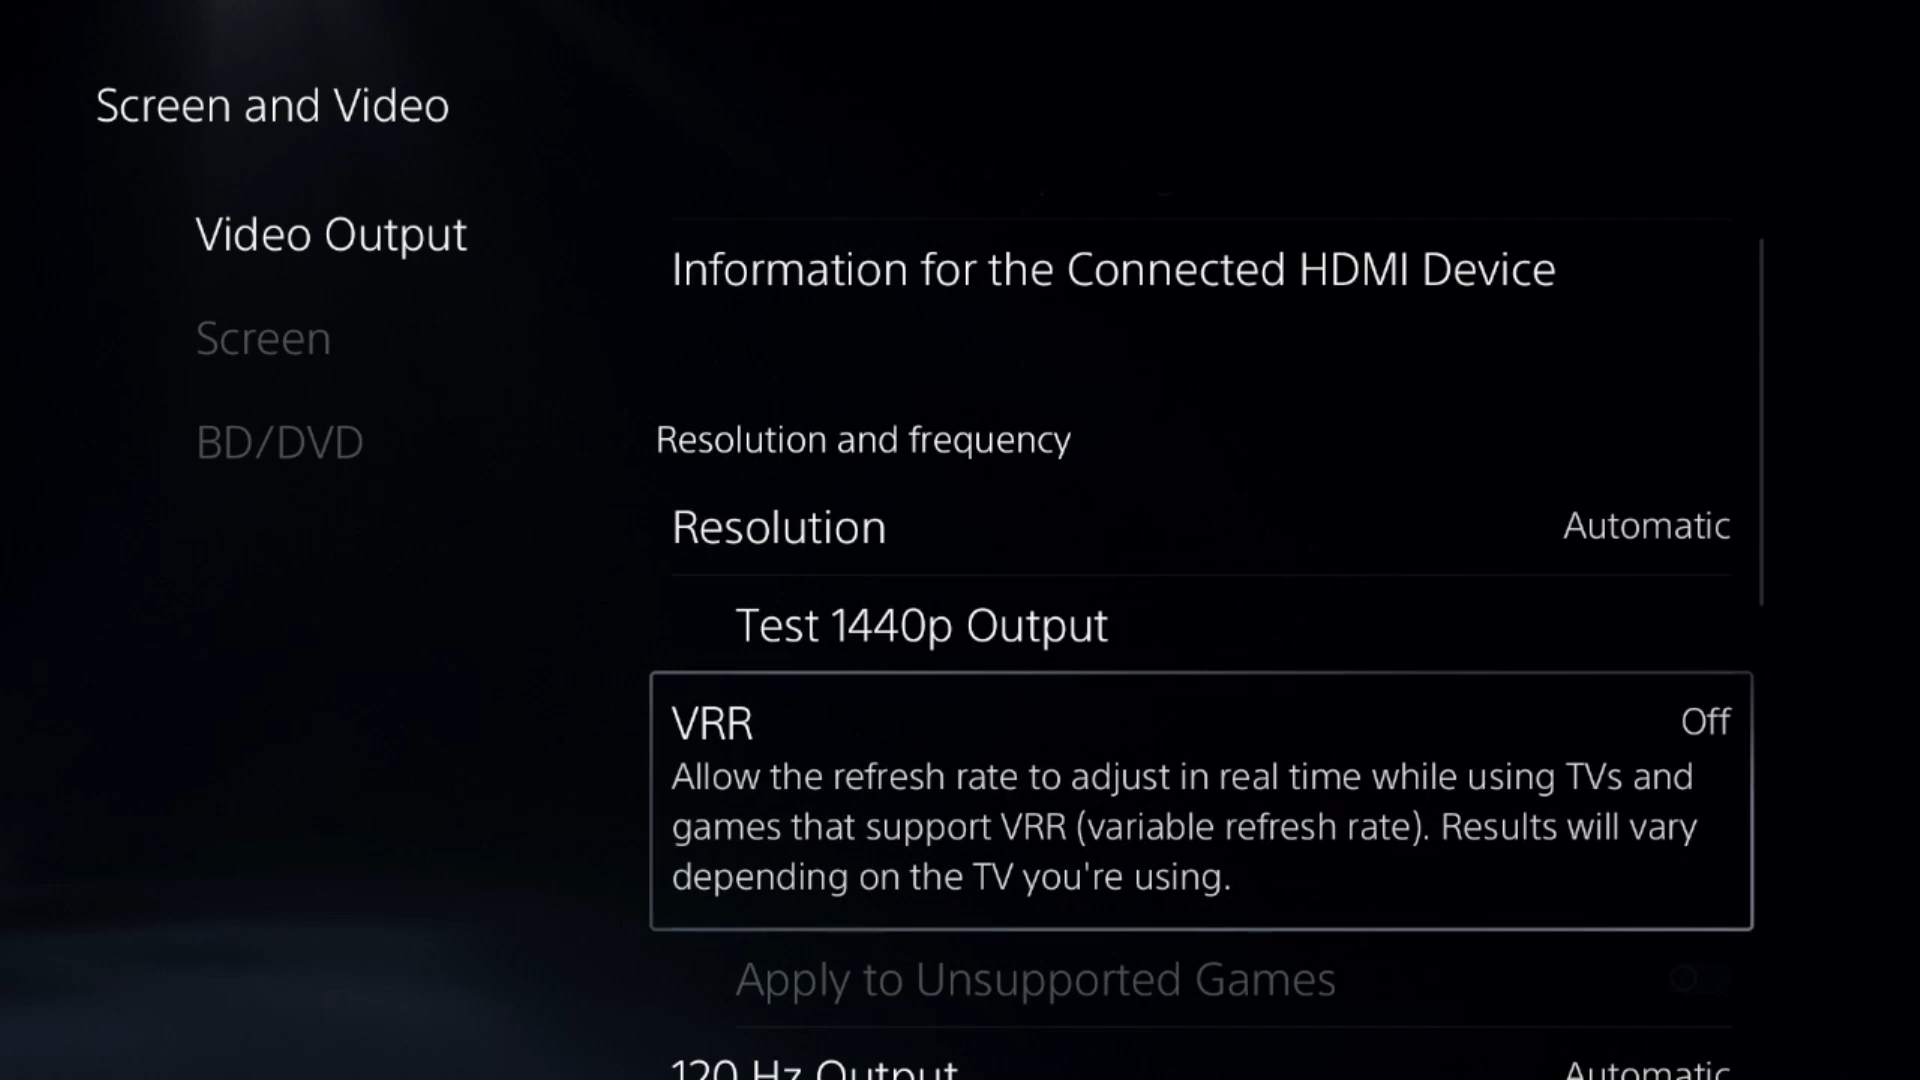 Screen and Video
Video Output
Screen
BD/DVD
Information for the Connected HDMI Device
Resolution and frequency
Resolution Automatic
Test 1440p Output
VRR Off
Allow the refresh rate to adjust in real time while using TVs and
games that support VRR (variable refresh rate). Results will vary
depending on the TV you're using.
Apply to Unsupported Games
120 Hz Output Automatic